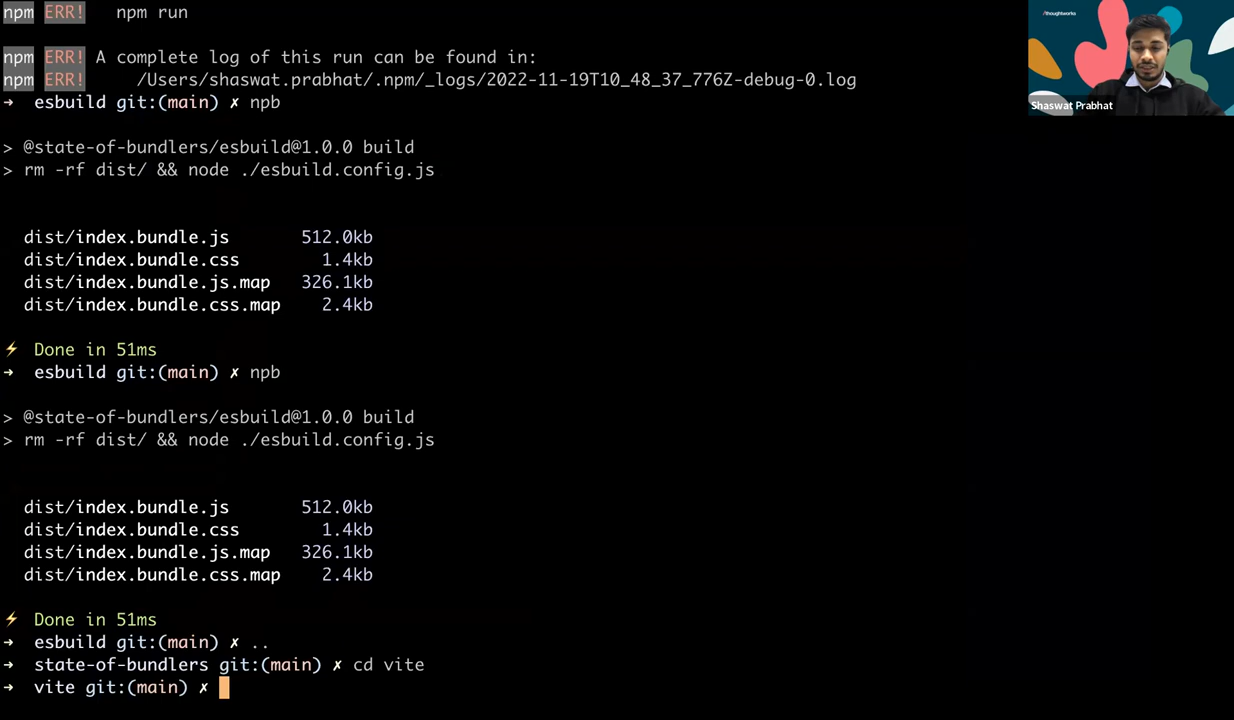 npm ERR!   npm run
npm ERR! A complete log of this run can be found in:
npm ERR!     /Users/shaswat.prabhat/.npm/_logs/2022-11-19T10_48_37_776Z-debug-0.log
➜  esbuild git:(main) ✗ npb
> @state-of-bundlers/esbuild@1.0.0 build
> rm -rf dist/ && node ./esbuild.config.js
dist/index.bundle.js       512.0kb
dist/index.bundle.css        1.4kb
dist/index.bundle.js.map   326.1kb
dist/index.bundle.css.map    2.4kb
⚡ Done in 51ms
➜  esbuild git:(main) ✗ npb
> @state-of-bundlers/esbuild@1.0.0 build
> rm -rf dist/ && node ./esbuild.config.js
dist/index.bundle.js       512.0kb
dist/index.bundle.css        1.4kb
dist/index.bundle.js.map   326.1kb
dist/index.bundle.css.map    2.4kb
⚡ Done in 51ms
➜  esbuild git:(main) ✗ ..
➜  state-of-bundlers git:(main) ✗ cd vite
➜  vite git:(main) ✗
/thoughtworks
Shaswat Prabhat